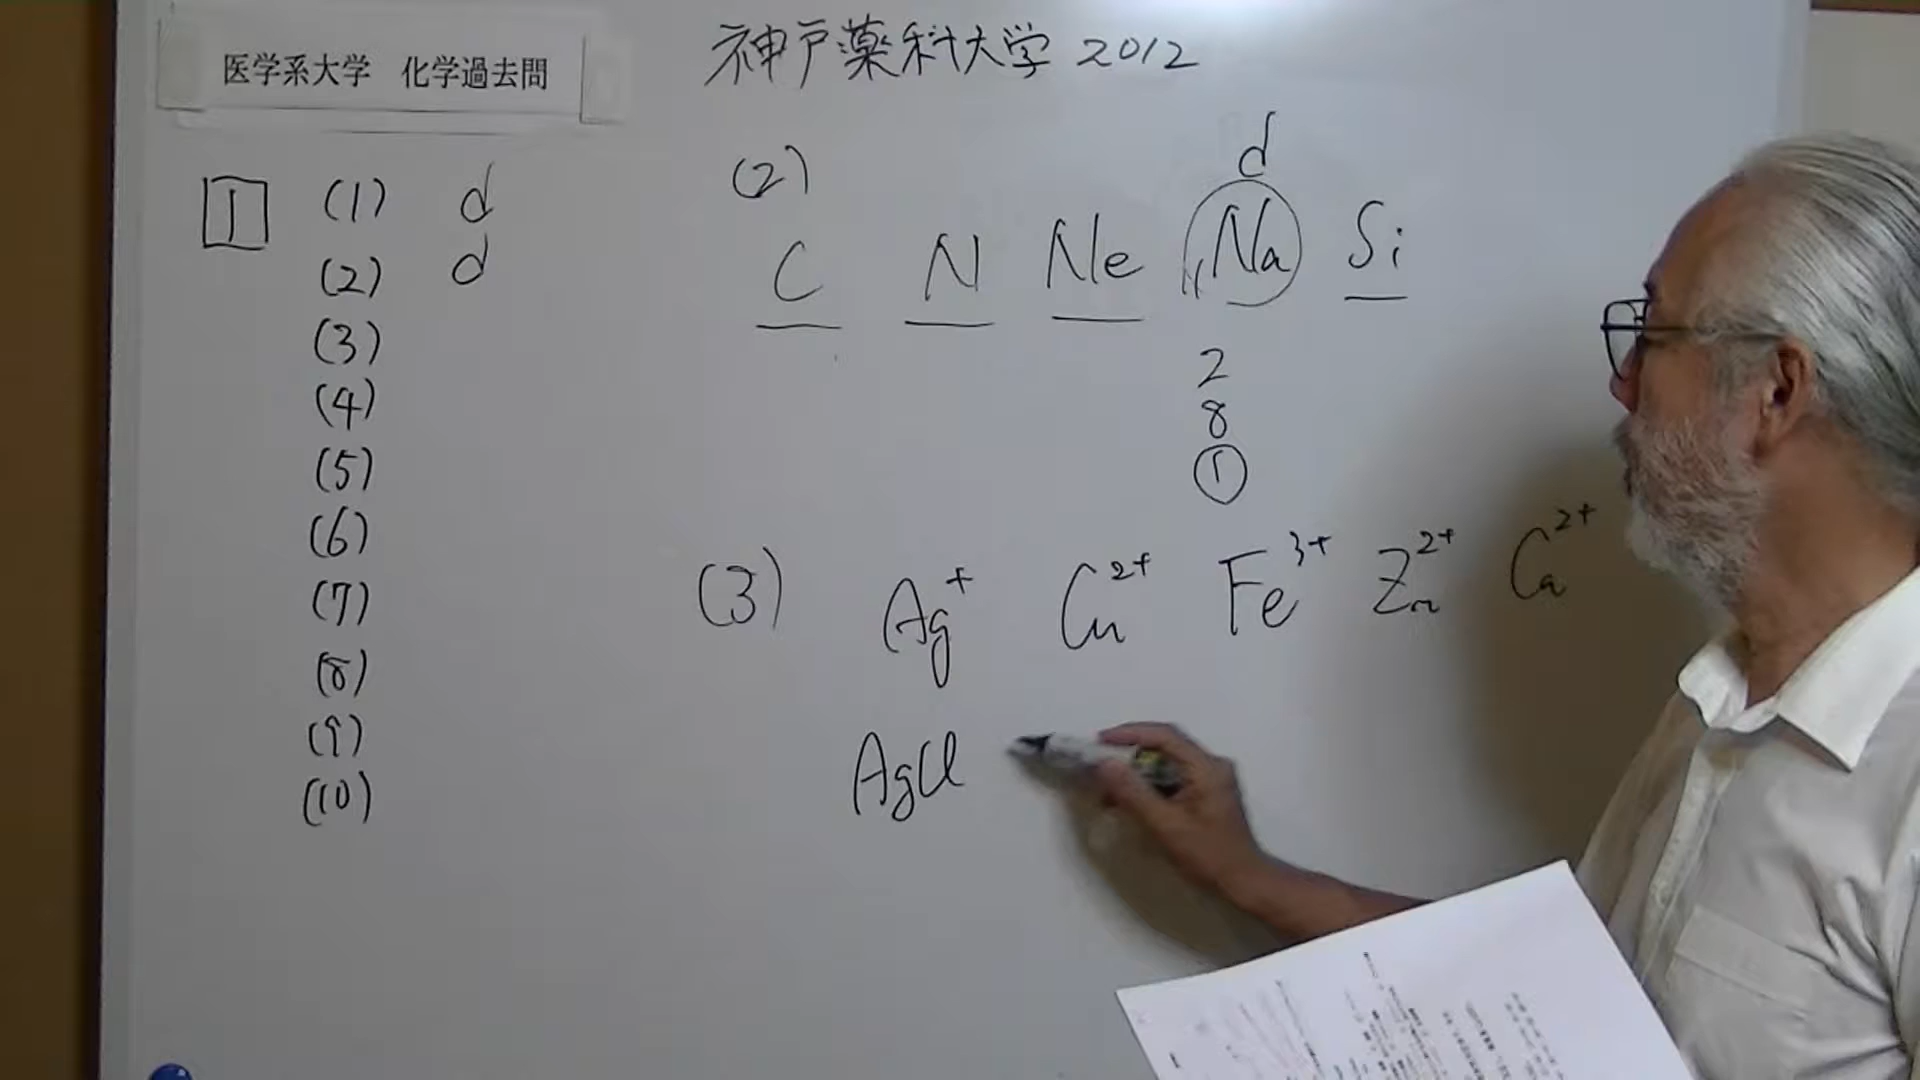 医学系大学 化学過去問
神戸薬科大学 2012
1 (1) d
(2) d
(3)
(4)
(5)
(6)
(7)
(8)
(9)
(10)
(2)
d
C N Ne 11Na Si
2
8
1
(3) Ag+ Cu2+ Fe3+ Zn2+ Ca2+
AgCl